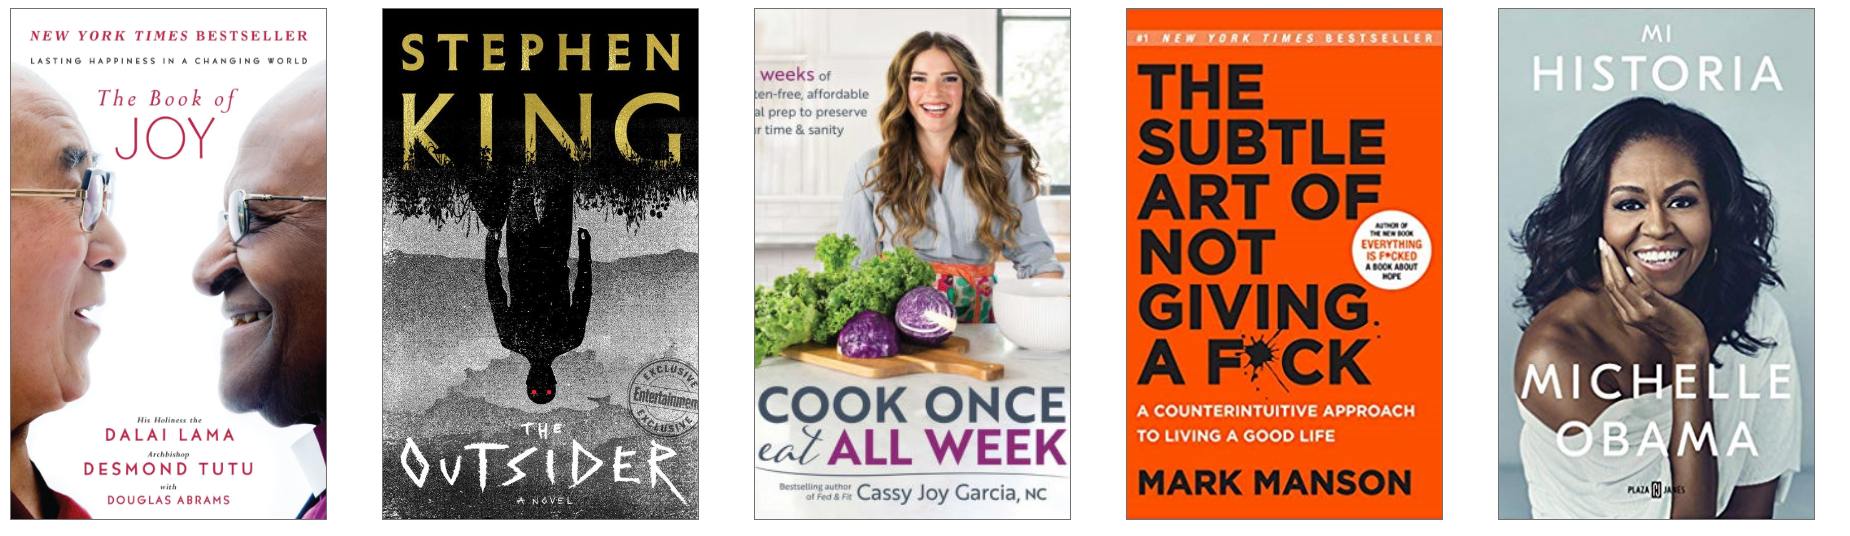 NEW YORK TIMES BESTSELLER
LASTING HAPPINESS IN A CHANGING WORLD
The Book of
JOY
His Holiness the
DALAI LAMA
Archbishop
DESMOND TUTU
with
DOUGLAS ABRAMS
STEPHEN
KING
EXCLUSIVE
Entertainmen
EXCLUSIVE
THE
OUTSIDER
A NOVEL
weeks of
ten-free, affordable
al prep to preserve
r time & sanity
COOK ONCE
eat ALL WEEK
Bestselling author
of Fed & Fit
Cassy Joy Garcia, NC
#1 NEW YORK TIMES BESTSELLER
THE
SUBTLE
ART OF
NOT
GIVING
A F*CK
AUTHOR OF
THE NEW BOOK
EVERYTHING
IS F*CKED
A BOOK ABOUT
HOPE
A COUNTERINTUITIVE APPROACH
TO LIVING A GOOD LIFE
MARK MANSON
MI
HISTORIA
MICHELLE
OBAMA
PLAZA JANÉS